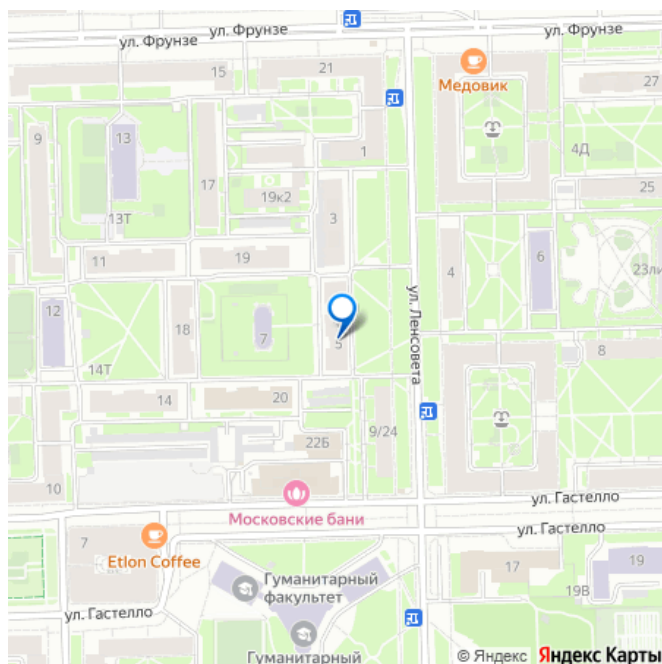 ул. Фрунзе
ул. Фрунзе
ул. Фрунзе
15
21
27
Медовик
9
13
1
4Д
17
19к2
25
13Т
3
11
19
4
6
23ли
12
18
7
5
ул. Ленсовета
8
14Т
14
20
22Б
9/24
10
ул. Гастелло
Московские бани
ул. Гастелло
7
Etlon Coffee
17
19
Гуманитарный
факультет
19В
ул. Гастелло
Гуманитарный
© Яндекс Яндекс Карты